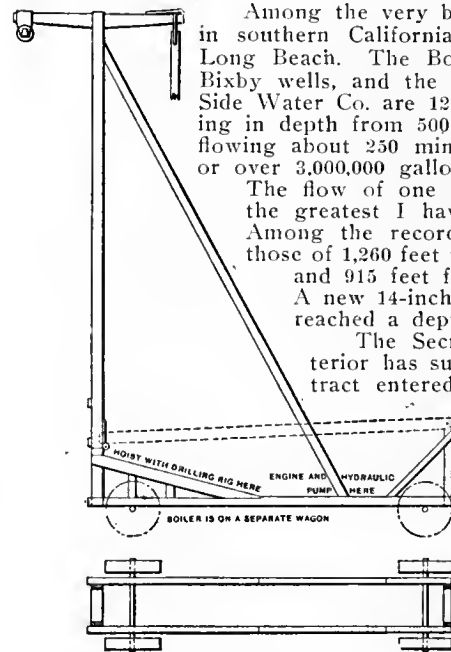 Among the very b
in southern California
Long Beach. The Bo
Bixby wells, and the
Side Water Co. are 12
ing in depth from 500
flowing about 250 min
or over 3,000,000 gallo
The flow of one
the greatest I hav
Among the recor
those of 1,260 feet
and 915 feet f
A new 14-inch
reached a dept
The Secr
terior has su
tract entered
HOIST WITH DRILLING RIG HERE
ENGINE AND HYDRAULIC
PUMP HERE
BOILER IS ON A SEPARATE WAGON